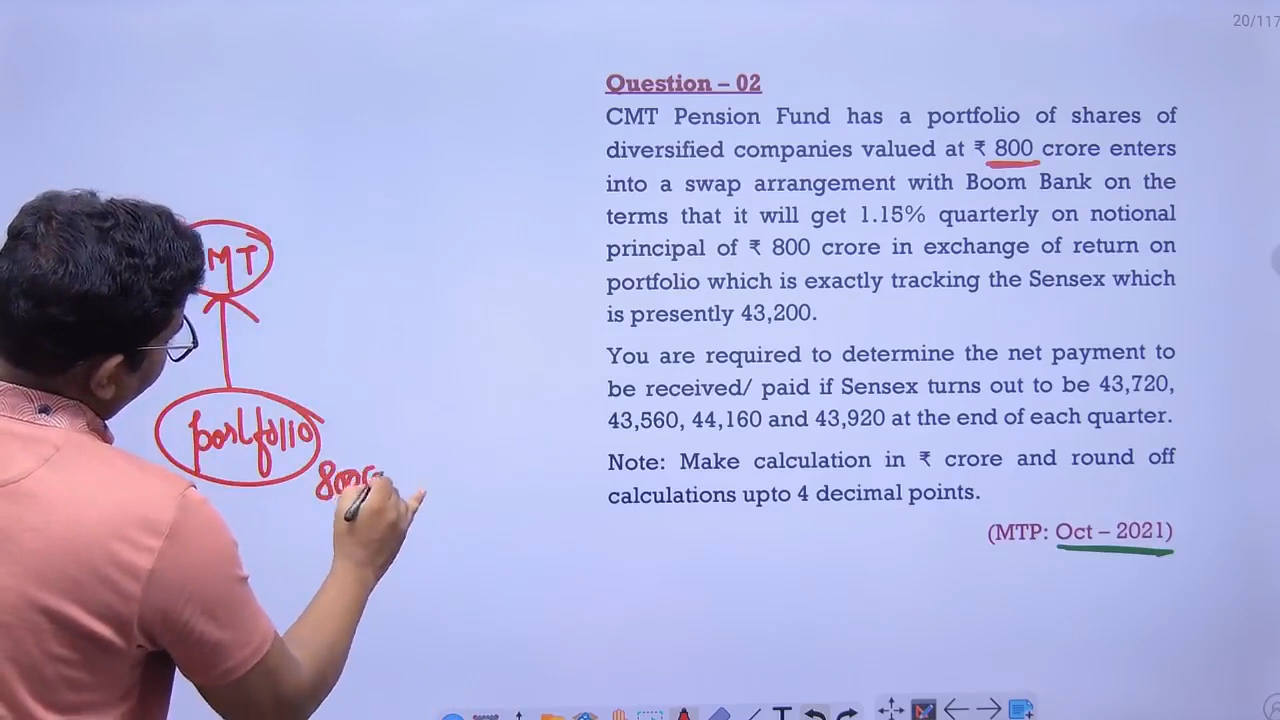 20/117
Question – 02
CMT Pension Fund has a portfolio of shares of
diversified companies valued at ₹ 800 crore enters
into a swap arrangement with Boom Bank on the
terms that it will get 1.15% quarterly on notional
principal of ₹ 800 crore in exchange of return on
portfolio which is exactly tracking the Sensex which
is presently 43,200.
You are required to determine the net payment to
be received/ paid if Sensex turns out to be 43,720,
43,560, 44,160 and 43,920 at the end of each quarter.
Note: Make calculation in ₹ crore and round off
calculations upto 4 decimal points.
(MTP: Oct – 2021)
MT
portfolio